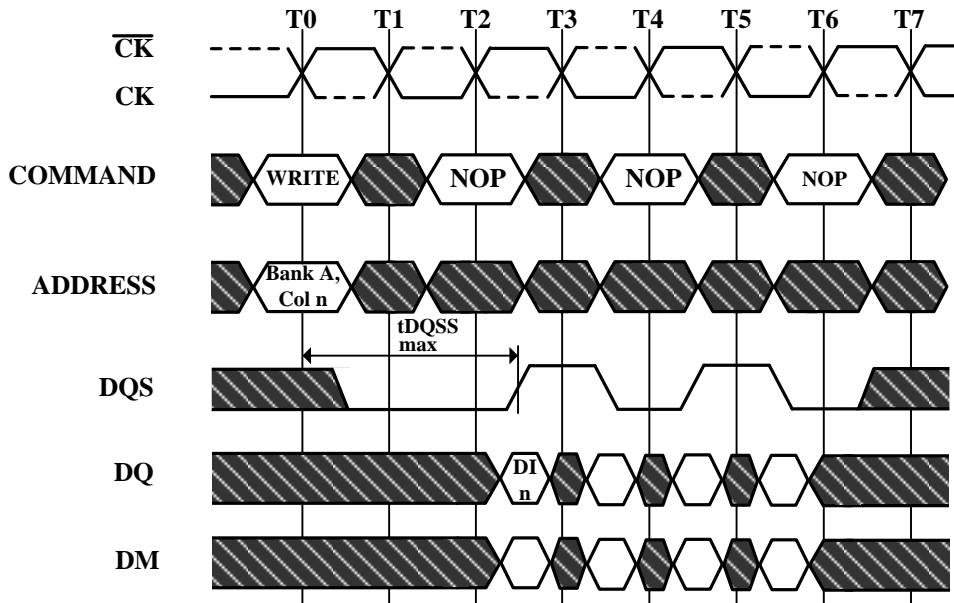 T0 T1 T2 T3 T4 T5 T6 T7
CK
CK
COMMAND WRITE NOP NOP NOP
ADDRESS Bank A,
Col n
tDQSS
max
DQS
DQ DI
n
DM